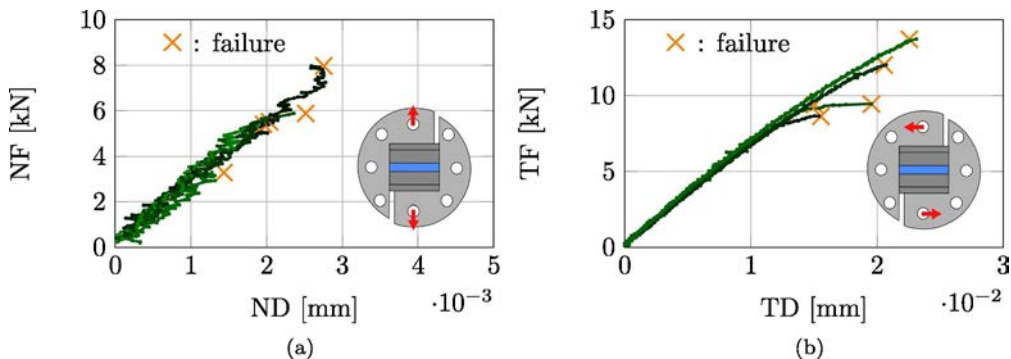 10
8
6
4
2
0
NF [kN]
× : failure
0 1 2 3 4 5
·10⁻³
ND [mm]
(a)
15
10
5
0
TF [kN]
× : failure
0 1 2 3
·10⁻²
TD [mm]
(b)